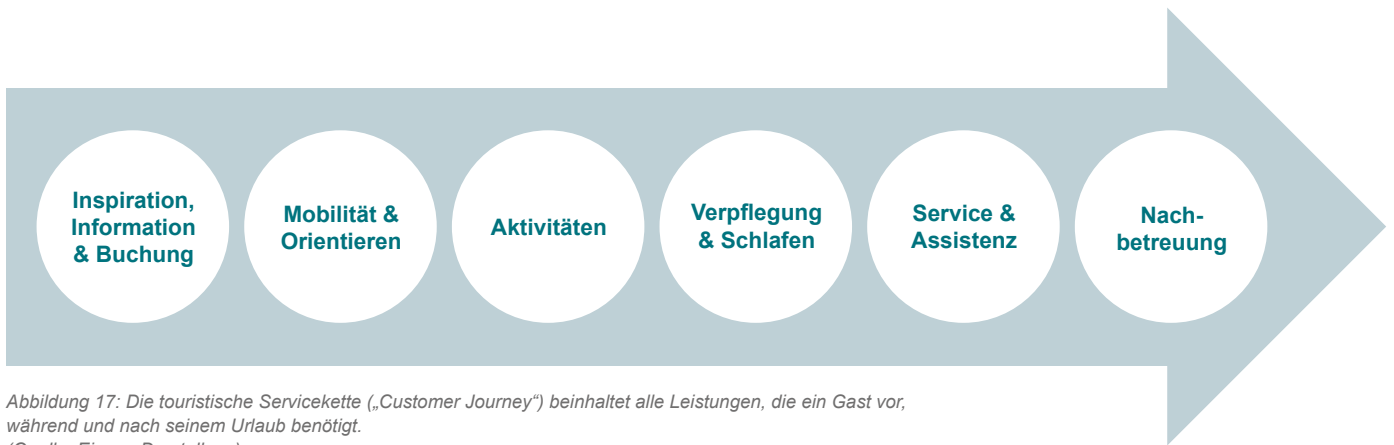 Inspiration,
Information
& Buchung
Mobilität &
Orientieren
Aktivitäten
Verpflegung
& Schlafen
Service &
Assistenz
Nach-
betreuung
Abbildung 17: Die touristische Servicekette („Customer Journey“) beinhaltet alle Leistungen, die ein Gast vor,
während und nach seinem Urlaub benötigt.